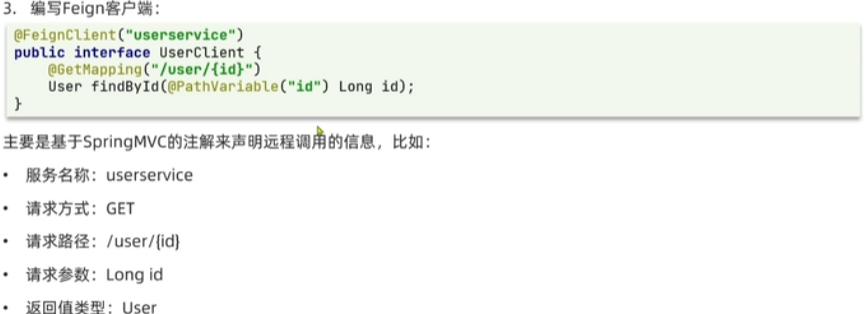 3. 编写Feign客户端：
@FeignClient("userservice")
public interface UserClient {
    @GetMapping("/user/{id}")
    User findById(@PathVariable("id") Long id);
}
主要是基于SpringMVC的注解来声明远程调用的信息，比如：
• 服务名称：userservice
• 请求方式：GET
• 请求路径：/user/{id}
• 请求参数：Long id
• 返回值类型：User